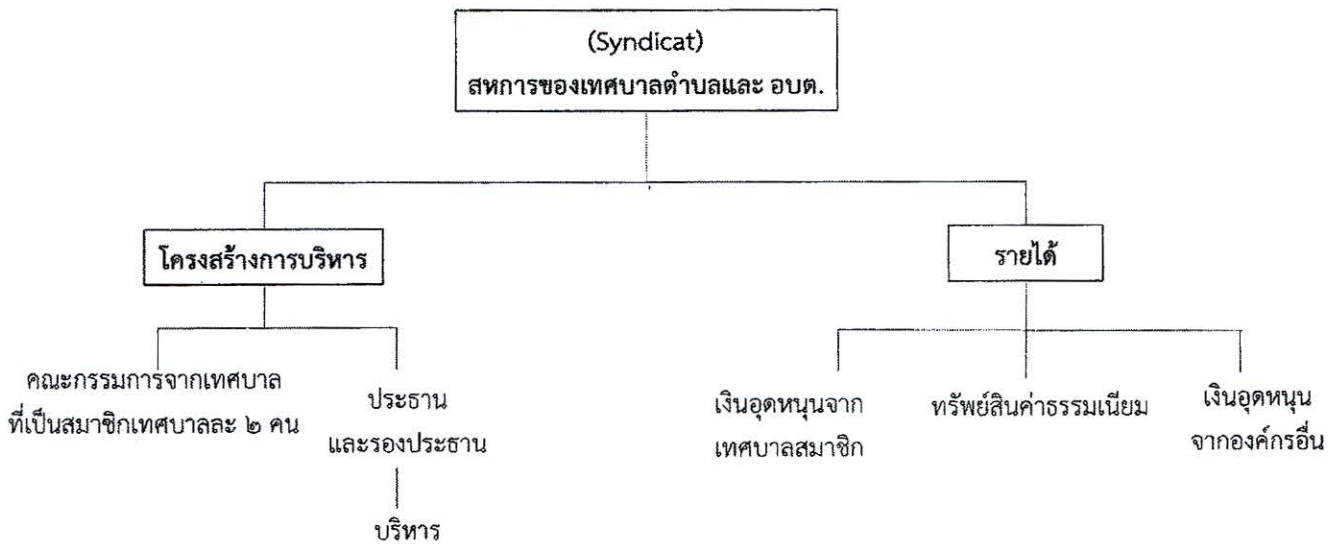 (Syndicat)
สหการของเทศบาลตำบลและ อบต.
โครงสร้างการบริหาร
รายได้
คณะกรรมการจากเทศบาล
ที่เป็นสมาชิกเทศบาลละ ๒ คน
ประธาน
และรองประธาน
บริหาร
เงินอุดหนุนจาก
เทศบาลสมาชิก
ทรัพย์สินค่าธรรมเนียม
เงินอุดหนุน
จากองค์กรอื่น